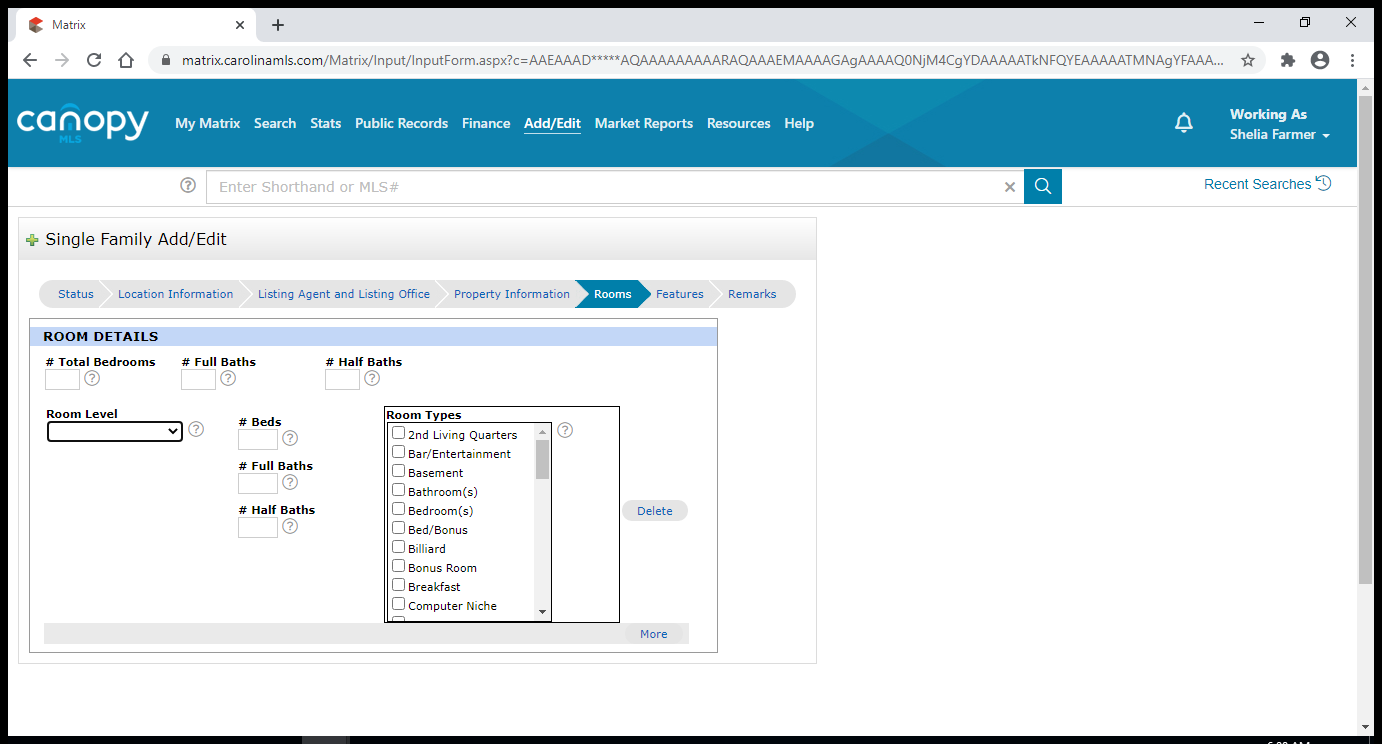 Matrix
matrix.carolinamls.com/Matrix/Input/InputForm.aspx?c=AAEAAAD*****AQAAAAAAAAARAQAAAEMAAAAGAgAAAAQ0NjM4CgYDAAAAATkNFQYEAAAAATMNAgYFAAA...
canopy
MLS
My Matrix Search Stats Public Records Finance Add/Edit Market Reports Resources Help
Working As
Shelia Farmer
Enter Shorthand or MLS#
Recent Searches
Single Family Add/Edit
Status Location Information Listing Agent and Listing Office Property Information Rooms Features Remarks
ROOM DETAILS
# Total Bedrooms # Full Baths # Half Baths
Room Level
# Beds
# Full Baths
# Half Baths
Room Types
2nd Living Quarters
Bar/Entertainment
Basement
Bathroom(s)
Bedroom(s)
Bed/Bonus
Billiard
Bonus Room
Breakfast
Computer Niche
Delete
More